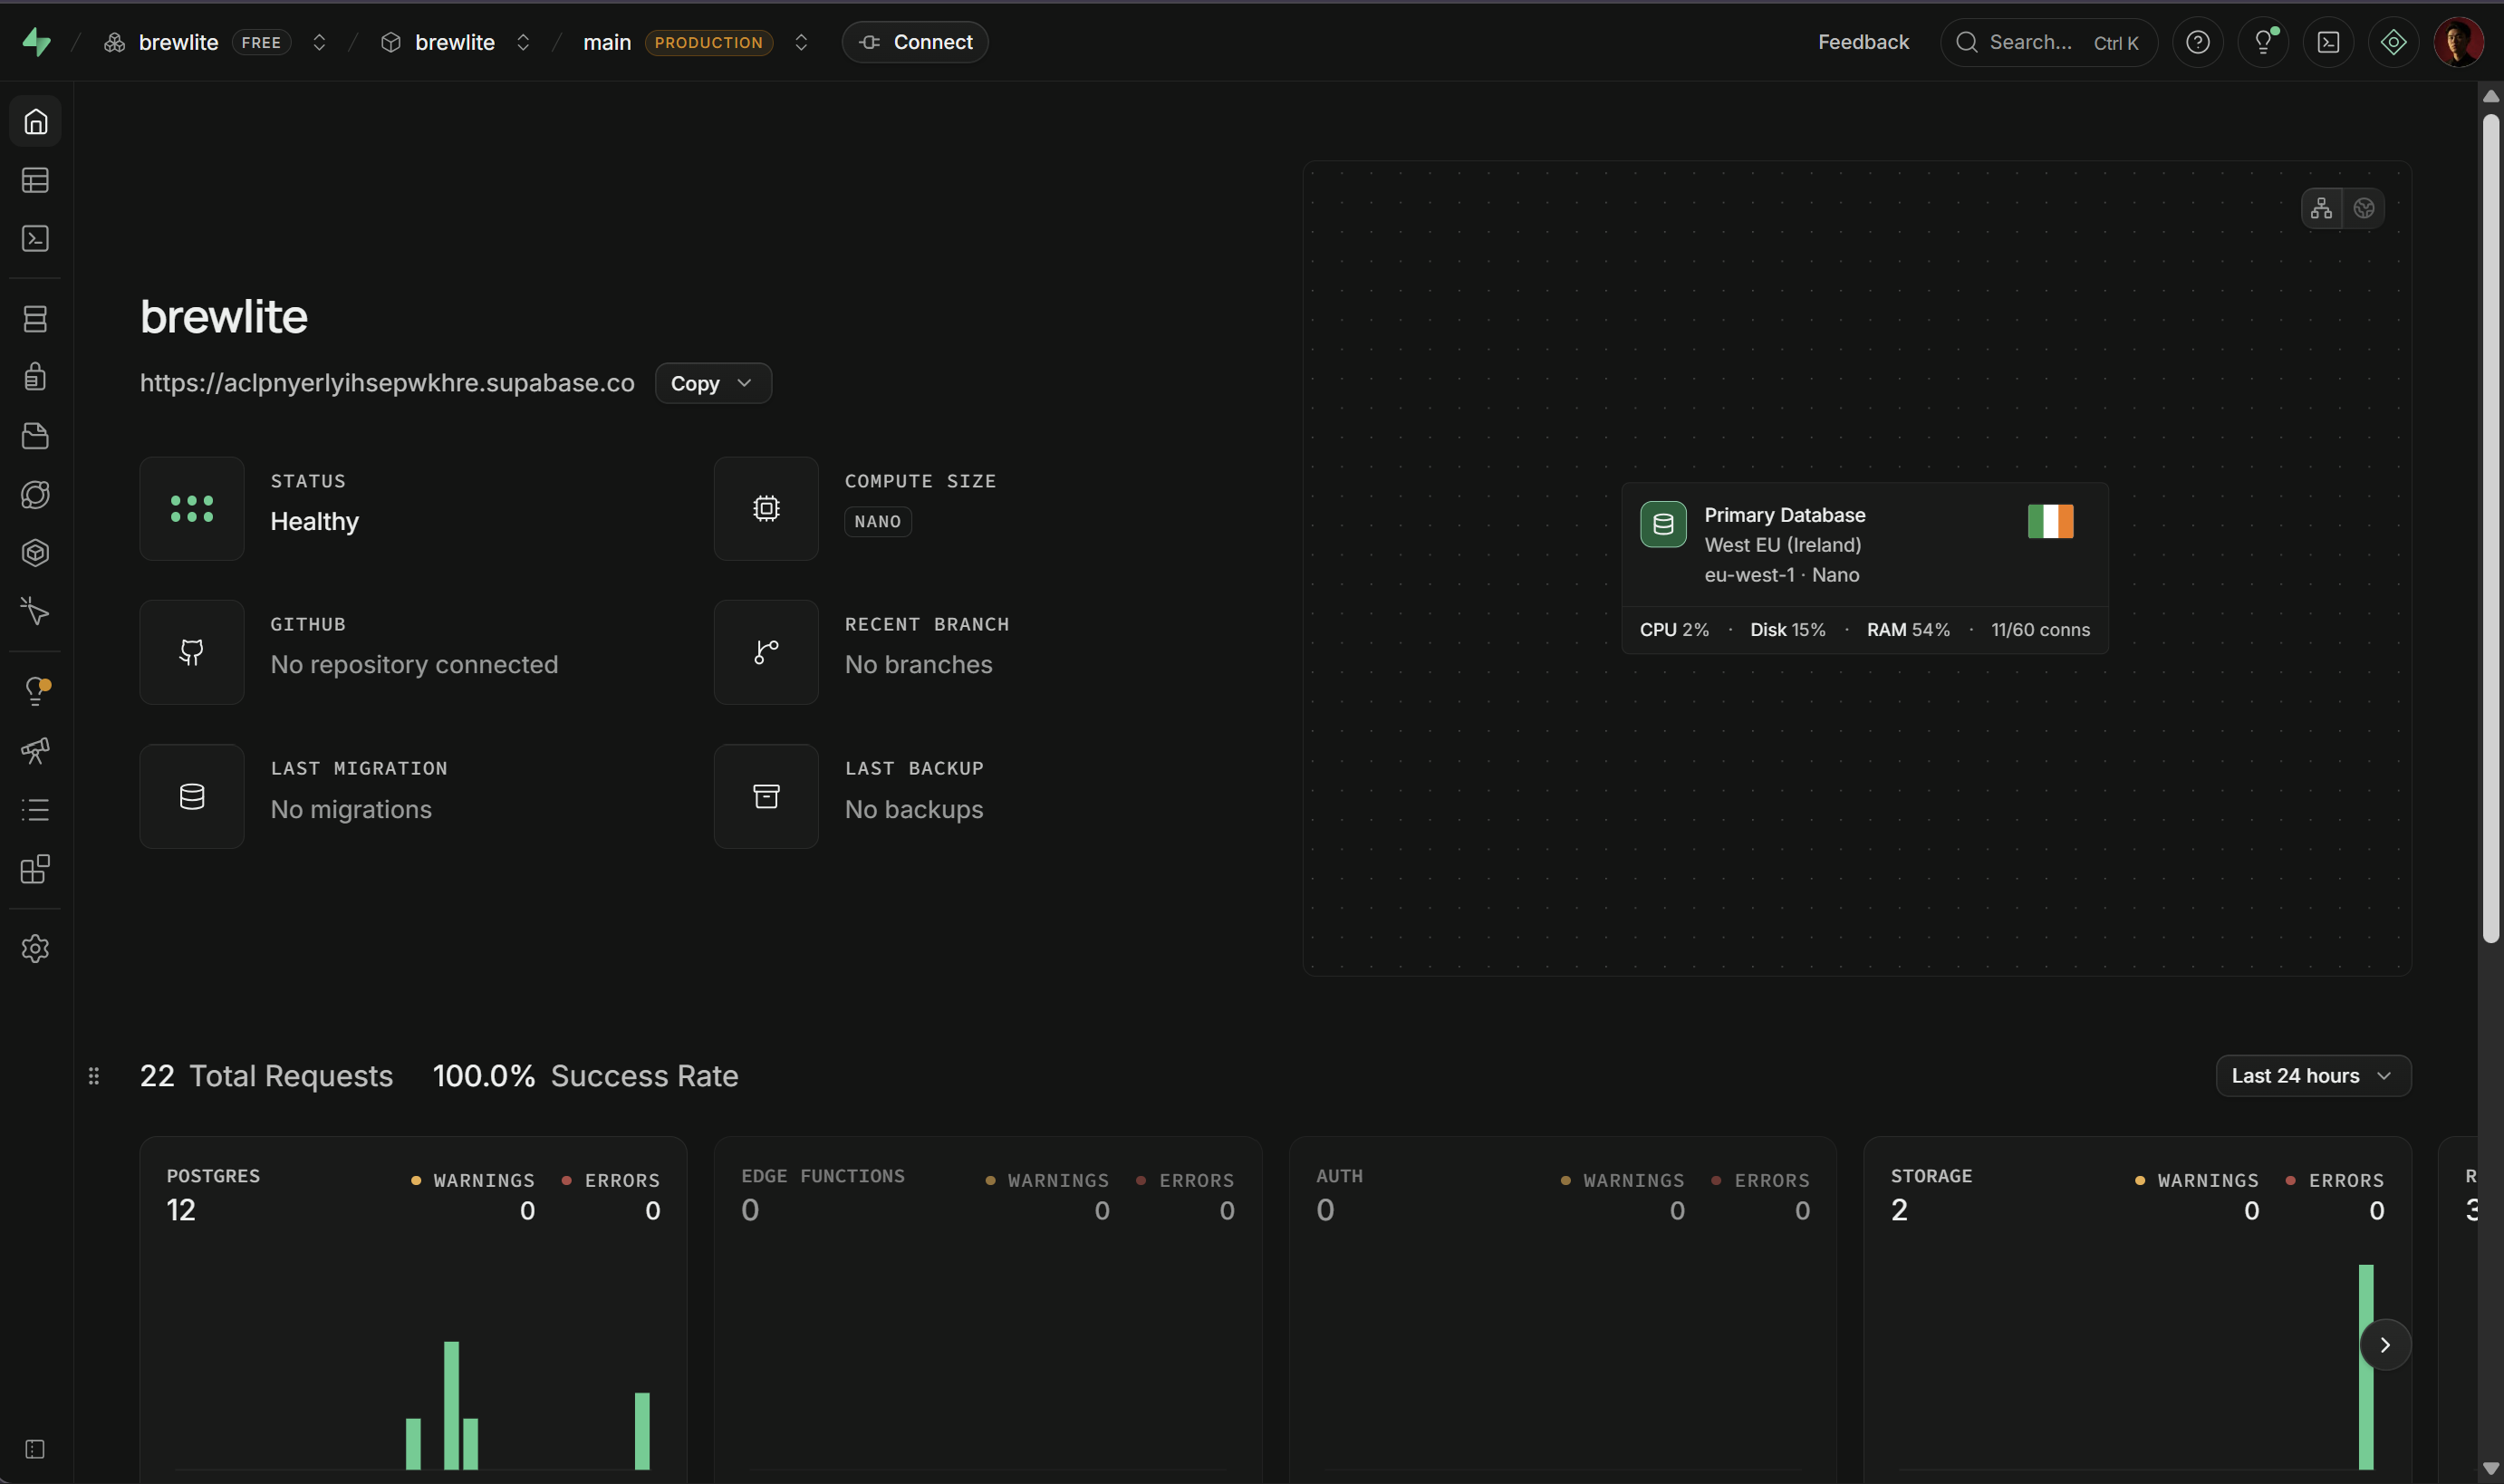 brewlite FREE brewlite main PRODUCTION Connect Feedback Search... Ctrl K
brewlite
https://aclpnyerlyihsepwkhre.supabase.co Copy
STATUS
Healthy
COMPUTE SIZE
NANO
GITHUB
No repository connected
RECENT BRANCH
No branches
LAST MIGRATION
No migrations
LAST BACKUP
No backups
Primary Database
West EU (Ireland)
eu-west-1 · Nano
CPU 2% · Disk 15% · RAM 54% · 11/60 conns
22 Total Requests 100.0% Success Rate Last 24 hours
POSTGRES WARNINGS ERRORS
12 0 0
EDGE FUNCTIONS WARNINGS ERRORS
0 0 0
AUTH WARNINGS ERRORS
0 0 0
STORAGE WARNINGS ERRORS
2 0 0